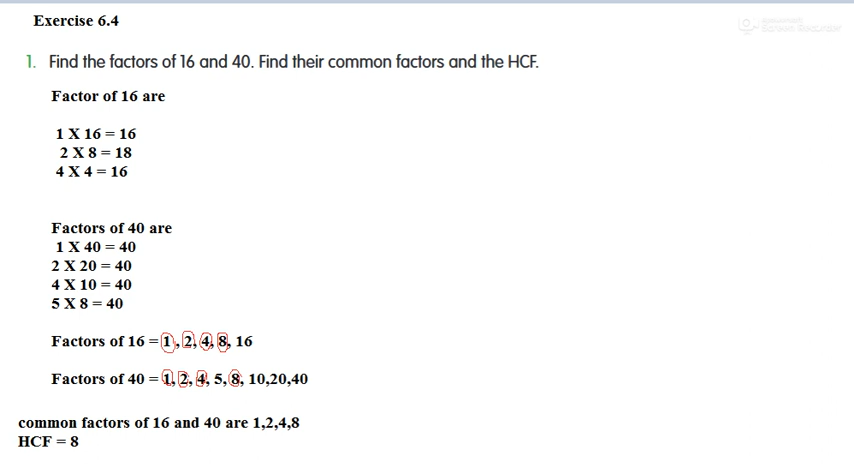 Exercise 6.4
Screen Recorder
1. Find the factors of 16 and 40. Find their common factors and the HCF.
Factor of 16 are
1 X 16 = 16
2 X 8 = 18
4 X 4 = 16
Factors of 40 are
1 X 40 = 40
2 X 20 = 40
4 X 10 = 40
5 X 8 = 40
Factors of 16 = 1, 2, 4, 8, 16
Factors of 40 = 1, 2, 4, 5, 8, 10,20,40
common factors of 16 and 40 are 1,2,4,8
HCF = 8